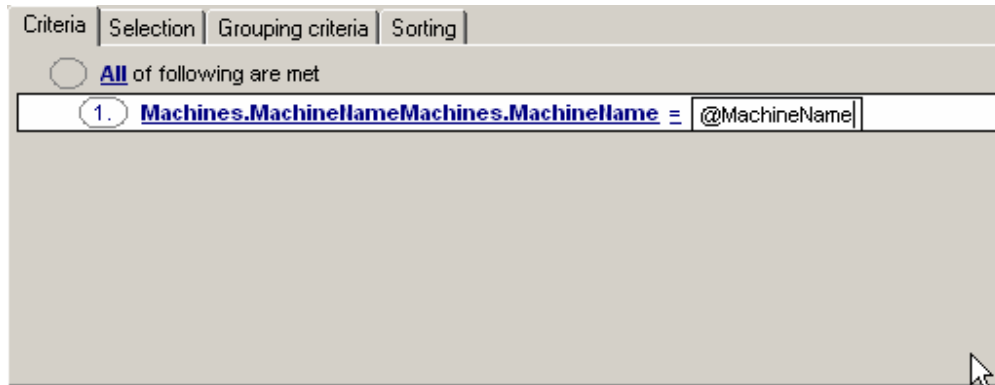 Criteria Selection Grouping criteria Sorting
All of following are met
1. Machines.MachineNameMachines.MachineName = @MachineName